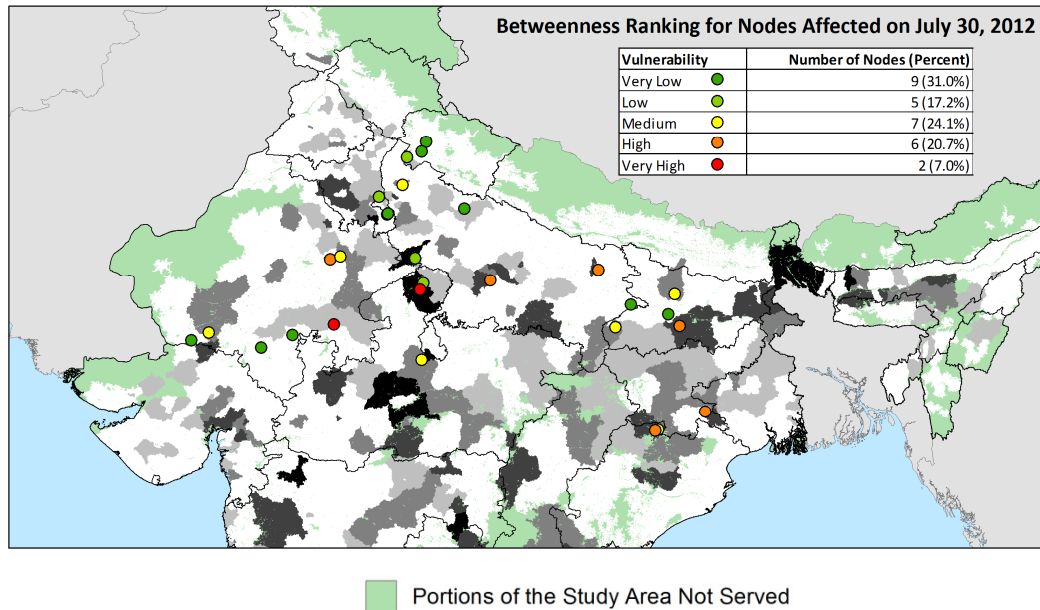 Betweenness Ranking for Nodes Affected on July 30, 2012
Vulnerability Number of Nodes (Percent)
Very Low 9 (31.0%)
Low 5 (17.2%)
Medium 7 (24.1%)
High 6 (20.7%)
Very High 2 (7.0%)
Portions of the Study Area Not Served